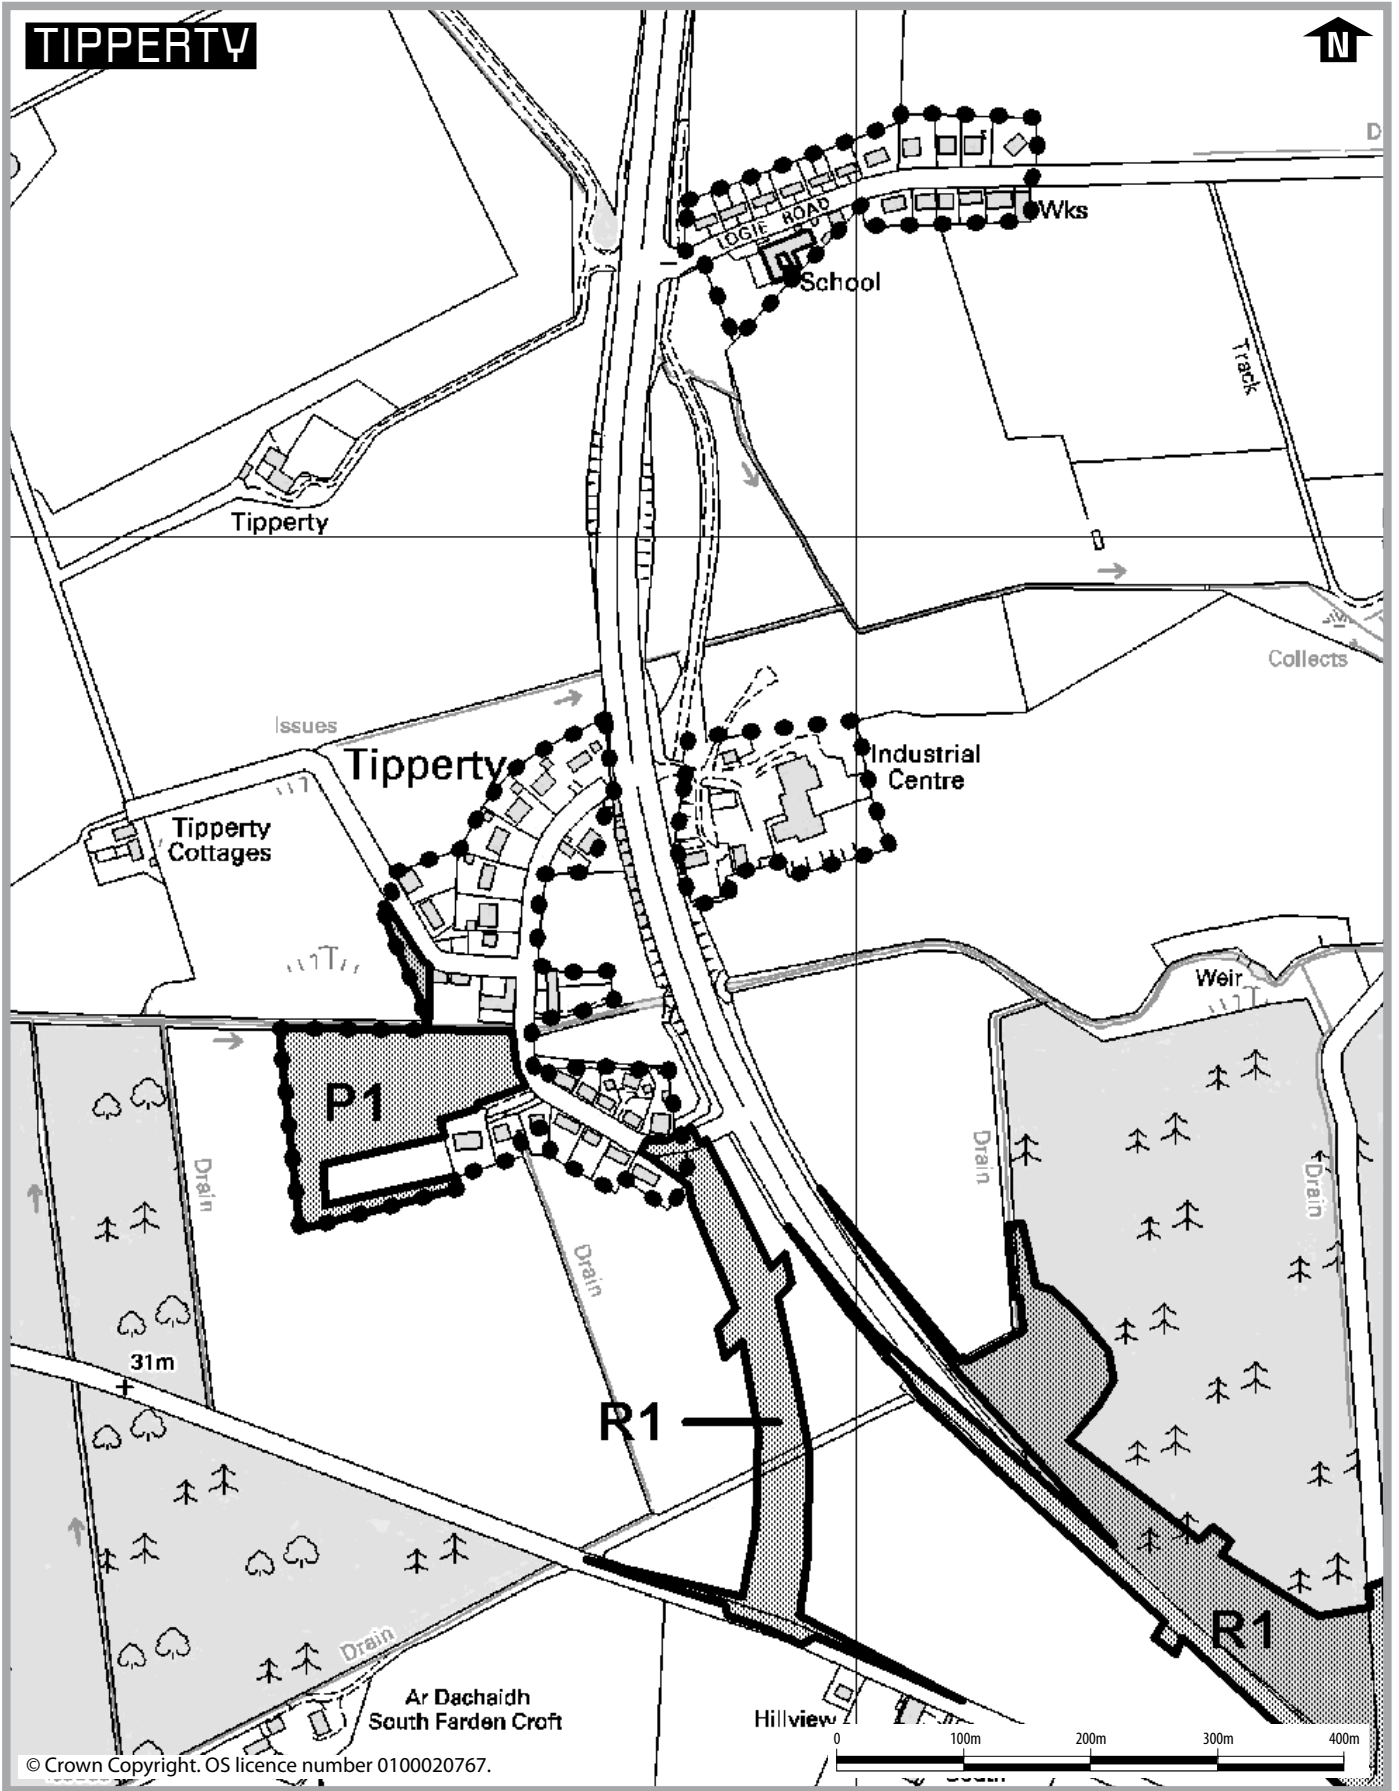 TIPPERTY
N
D
LOGIE ROAD
Wks
School
Track
Tipperty
Collects
Issues
Tipperty
Industrial
Centre
Tipperty
Cottages
Weir
P1
Drain
Drain
Drain
Drain
31m
R1
R1
Drain
Ar Dachaidh
South Farden Croft
Hillview
0 100m 200m 300m 400m
© Crown Copyright. OS licence number 0100020767.